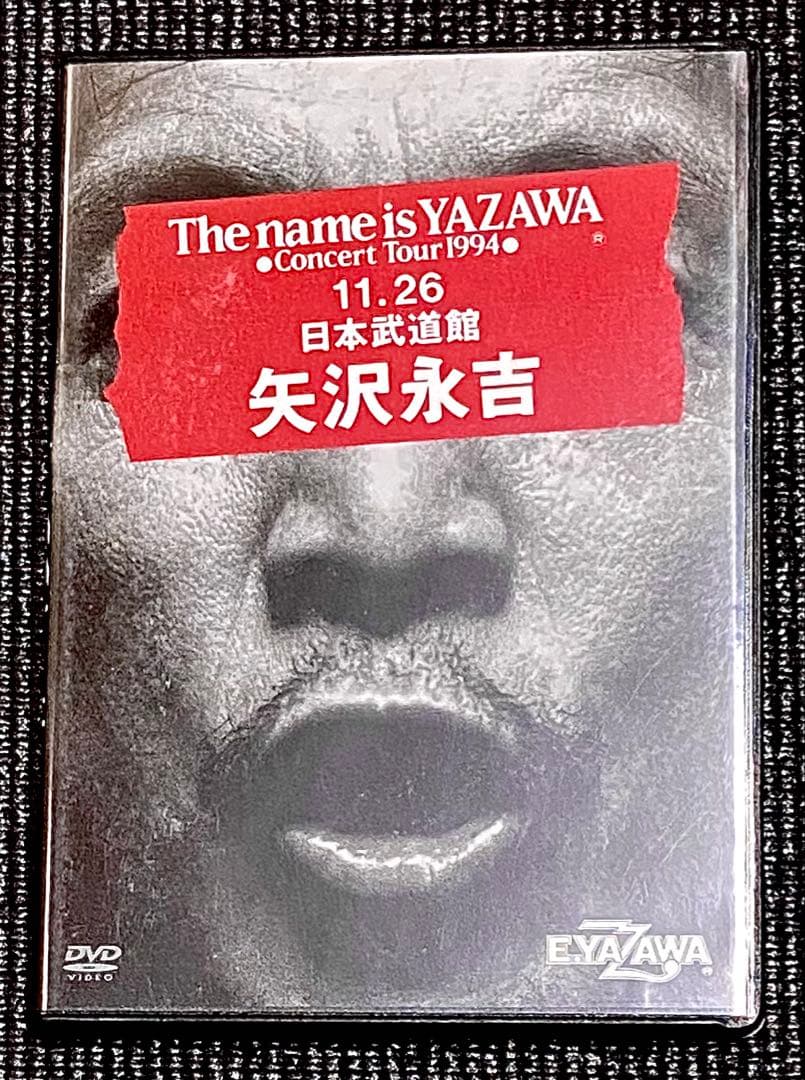 The name is YAZAWA
®
●Concert Tour 1994●
11.26
日本武道館
矢沢永吉
DVD
VIDEO
E.YAZAWA
®